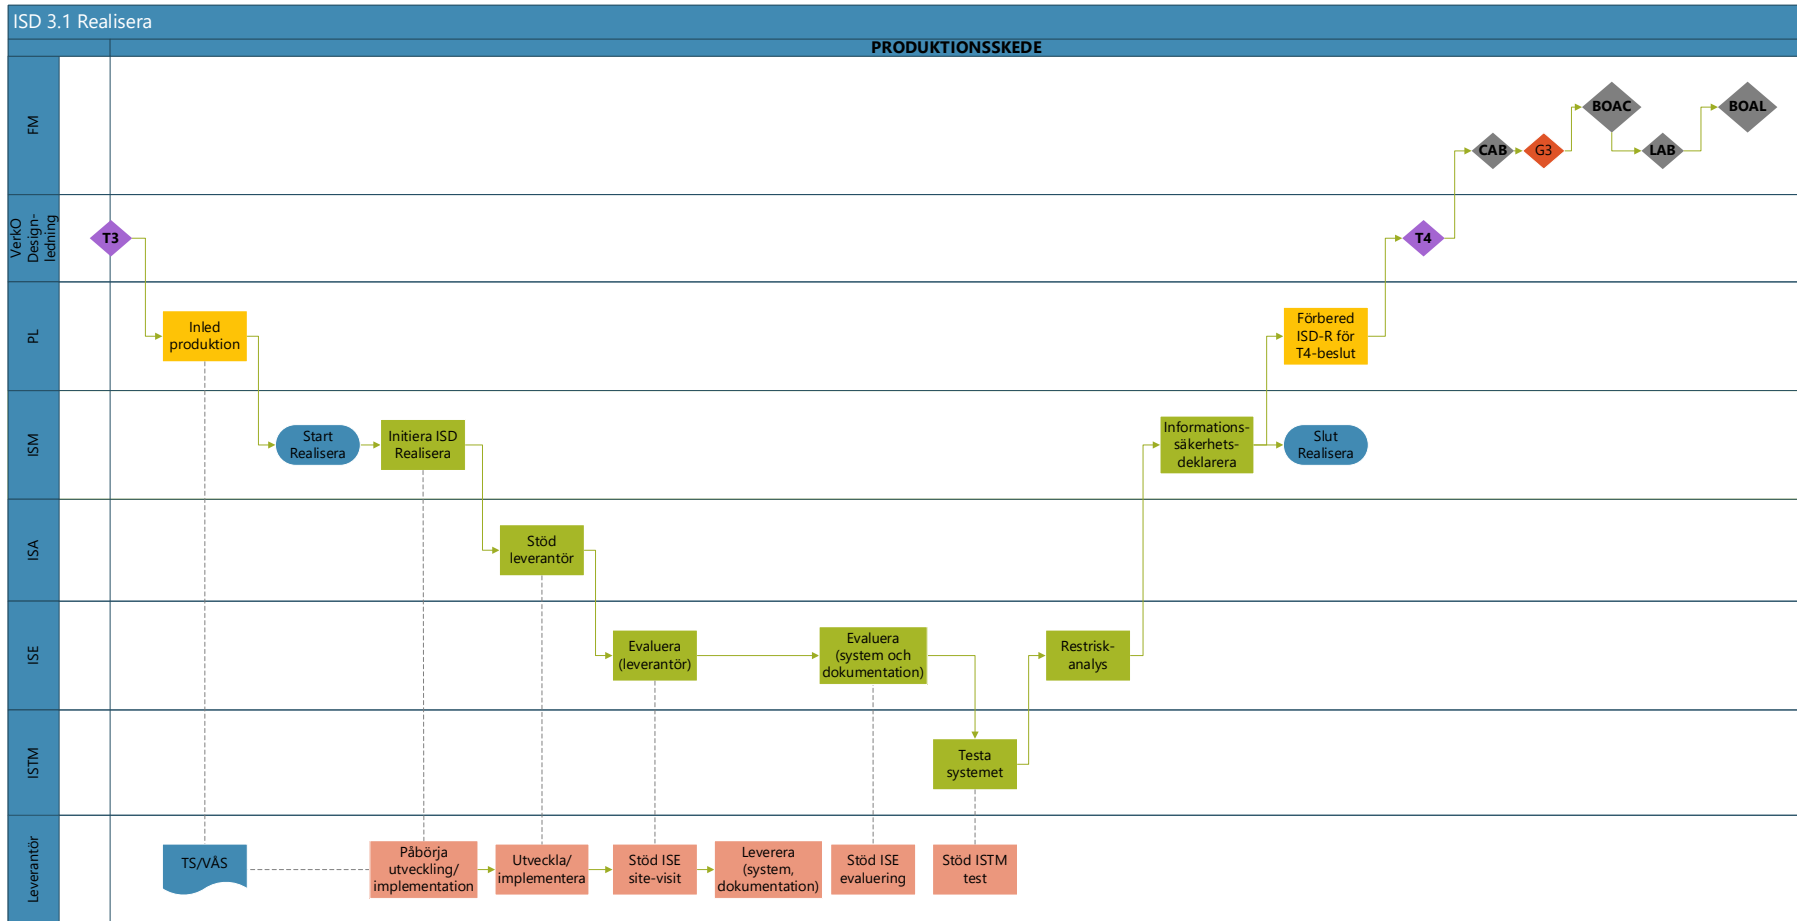 ISD 3.1 Realisera
PRODUKTIONSSKEDE
FM
BOAC
BOAL
CAB
G3
LAB
VerkO
Design-
ledning
T3
T4
PL
Inled
produktion
Förbered
ISD-R för
T4-beslut
ISM
Start
Realisera
Initiera ISD
Realisera
Informations-
säkerhets-
deklarera
Slut
Realisera
ISA
Stöd
leverantör
ISE
Evaluera
(leverantör)
Evaluera
(system och
dokumentation)
Restrisk-
analys
ISTM
Testa
systemet
Leverantör
TS/VÅS
Påbörja
utveckling/
implementation
Utveckla/
implementera
Stöd ISE
site-visit
Leverera
(system,
dokumentation)
Stöd ISE
evaluering
Stöd ISTM
test